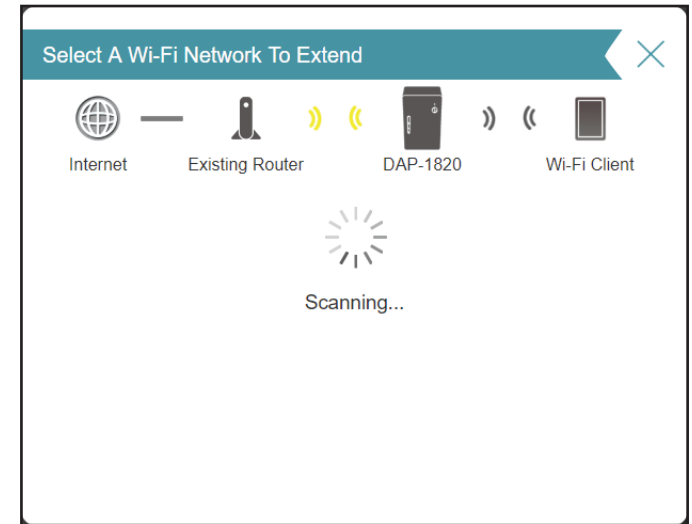 Select A Wi-Fi Network To Extend
Internet
Existing Router
DAP-1820
Wi-Fi Client
Scanning...